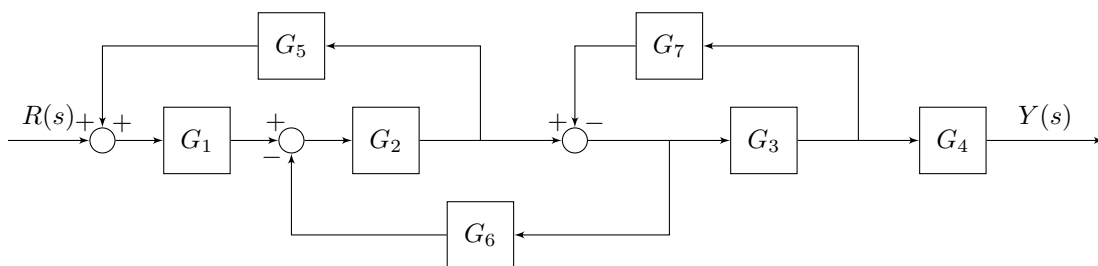 G₅ G₇
R(s) + + + + − Y(s)
G₁ G₂ G₃ G₄
−
G₆